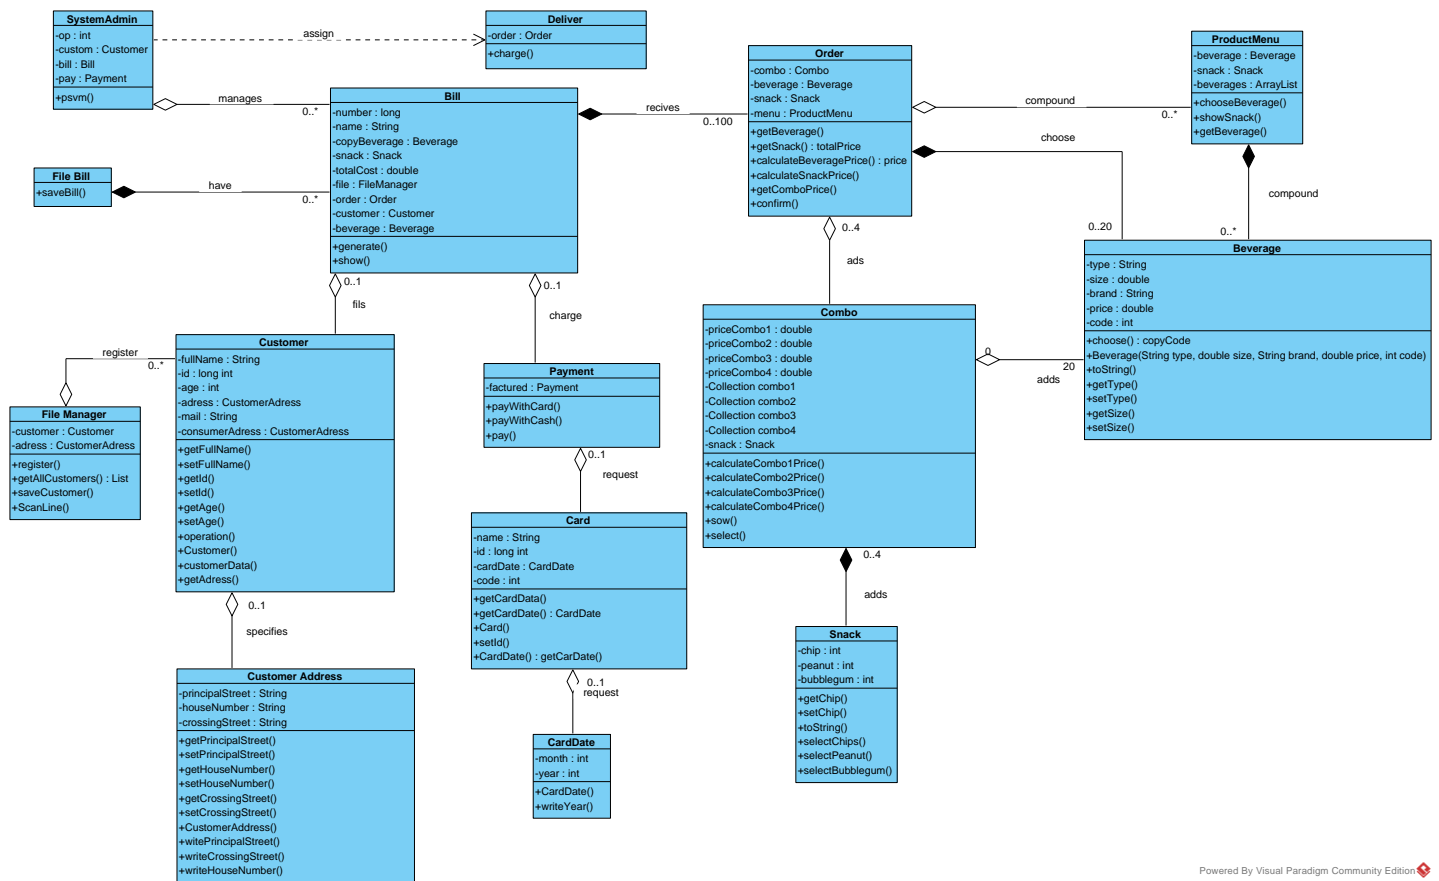 SystemAdmin
-op : int
-custom : Customer
-bill : Bill
-pay : Payment
+psvm()
assign
Deliver
-order : Order
+charge()
manages
0..*
Bill
-number : long
-name : String
-copyBeverage : Beverage
-snack : Snack
-totalCost : double
-file : FileManager
-order : Order
-customer : Customer
-beverage : Beverage
+generate()
+show()
recives
0..100
Order
-combo : Combo
-beverage : Beverage
-snack : Snack
-menu : ProductMenu
+getBeverage()
+getSnack() : totalPrice
+calculateBeveragePrice() : price
+calculateSnackPrice()
+getComboPrice()
+confirm()
compound
0..*
choose
0..20
ProductMenu
-beverage : Beverage
-snack : Snack
-beverages : ArrayList
+chooseBeverage()
+showSnack()
+getBeverage()
compound
0..*
File Bill
+saveBill()
have
0..*
0..1
fils
0..1
charge
0..4
ads
Beverage
-type : String
-size : double
-brand : String
-price : double
-code : int
+choose() : copyCode
+Beverage(String type, double size, String brand, double price, int code)
+toString()
+getType()
+setType()
+getSize()
+setSize()
Combo
-priceCombo1 : double
-priceCombo2 : double
-priceCombo3 : double
-priceCombo4 : double
-Collection combo1
-Collection combo2
-Collection combo3
-Collection combo4
-snack : Snack
+calculateCombo1Price()
+calculateCombo2Price()
+calculateCombo3Price()
+calculateCombo4Price()
+sow()
+select()
0
20
adds
register
0..*
Customer
-fullName : String
-id : long int
-age : int
-adress : CustomerAdress
-mail : String
-consumerAdress : CustomerAdress
+getFullName()
+setFullName()
+getId()
+setId()
+getAge()
+setAge()
+operation()
+Customer()
+customerData()
+getAdress()
File Manager
-customer : Customer
-adress : CustomerAdress
+register()
+getAllCustomers() : List
+saveCustomer()
+ScanLine()
Payment
-factured : Payment
+payWithCard()
+payWithCash()
+pay()
0..1
request
Card
-name : String
-id : long int
-cardDate : CardDate
-code : int
+getCardData()
+getCardDate() : CardDate
+Card()
+setId()
+CardDate() : getCarDate()
0..1
request
0..4
adds
0..1
specifies
Snack
-chip : int
-peanut : int
-bubblegum : int
+getChip()
+setChip()
+toString()
+selectChips()
+selectPeanut()
+selectBubblegum()
Customer Address
-principalStreet : String
-houseNumber : String
-crossingStreet : String
+getPrincipalStreet()
+setPrincipalStreet()
+getHouseNumber()
+setHouseNumber()
+getCrossingStreet()
+setCrossingStreet()
+CustomerAddress()
+witePrincipalStreet()
+writeCrossingStreet()
+writeHouseNumber()
CardDate
-month : int
-year : int
+CardDate()
+writeYear()
Powered By Visual Paradigm Community Edition